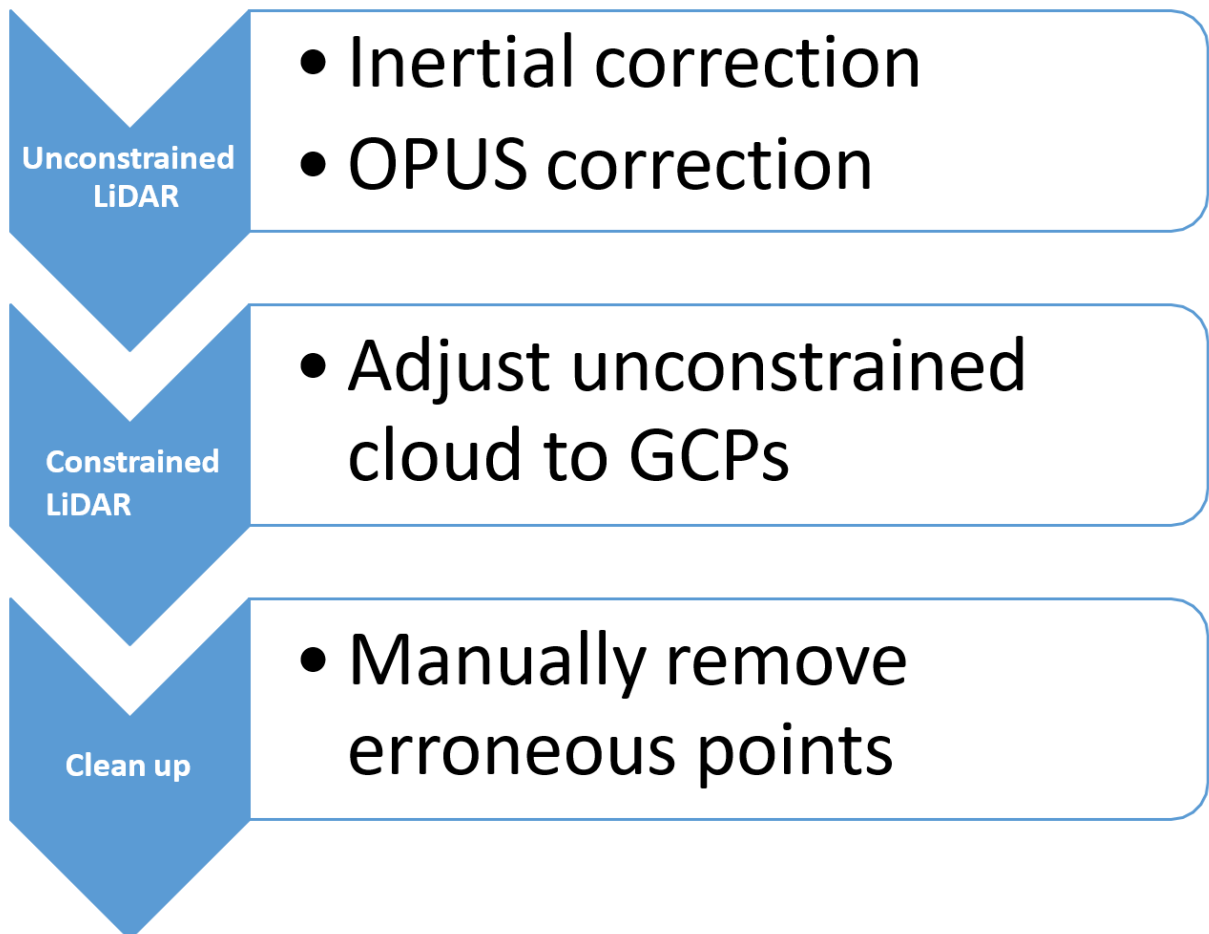 Unconstrained
LiDAR
• Inertial correction
• OPUS correction
Constrained
LiDAR
• Adjust unconstrained
cloud to GCPs
Clean up
• Manually remove
erroneous points